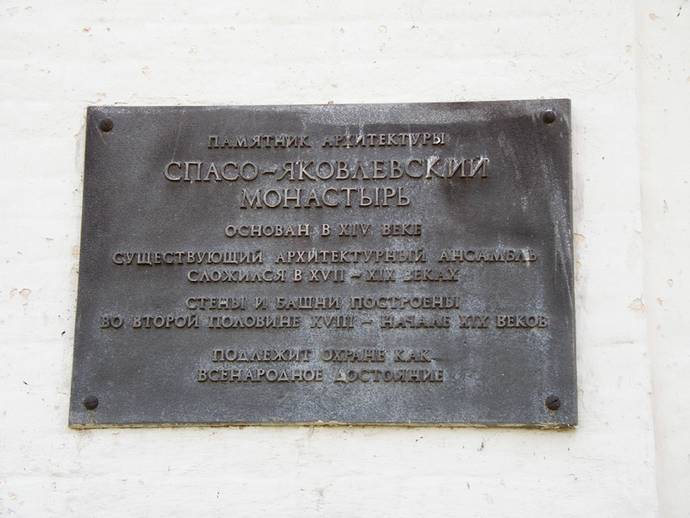 ПАМЯТНИК АРХИТЕКТУРЫ
СПАСО-ЯКОВЛЕВСКИЙ
МОНАСТЫРЬ
ОСНОВАН В XIV ВЕКЕ
СУЩЕСТВУЮЩИЙ АРХИТЕКТУРНЫЙ АНСАМБЛЬ
СЛОЖИЛСЯ В XVII – XIX ВЕКАХ
СТЕНЫ И БАШНИ ПОСТРОЕНЫ
ВО ВТОРОЙ ПОЛОВИНЕ XVIII – НАЧАЛЕ XIX ВЕКОВ
ПОДЛЕЖИТ ОХРАНЕ КАК
ВСЕНАРОДНОЕ ДОСТОЯНИЕ